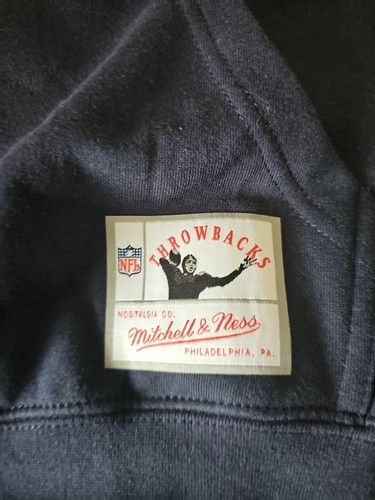 THROWBACKS
NFL
NOSTALGIA CO.
Mitchell & Ness
PHILADELPHIA, PA.